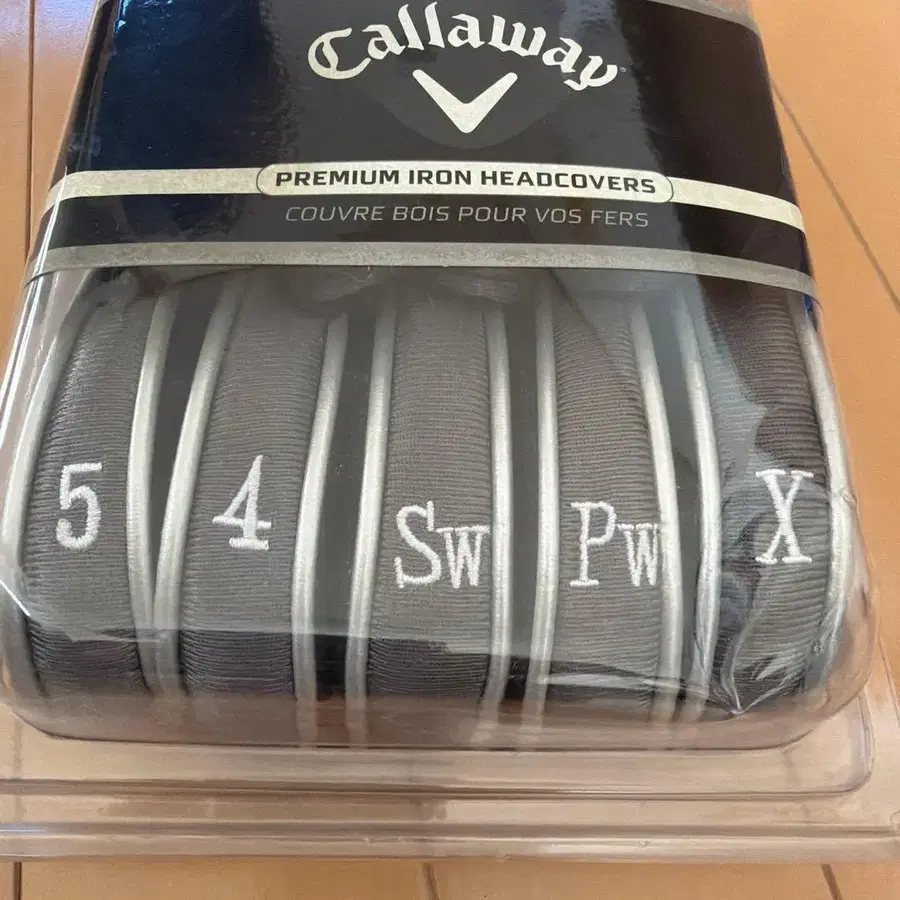 Callaway
PREMIUM IRON HEADCOVERS
COUVRE BOIS POUR VOS FERS
5 4 Sw Pw X